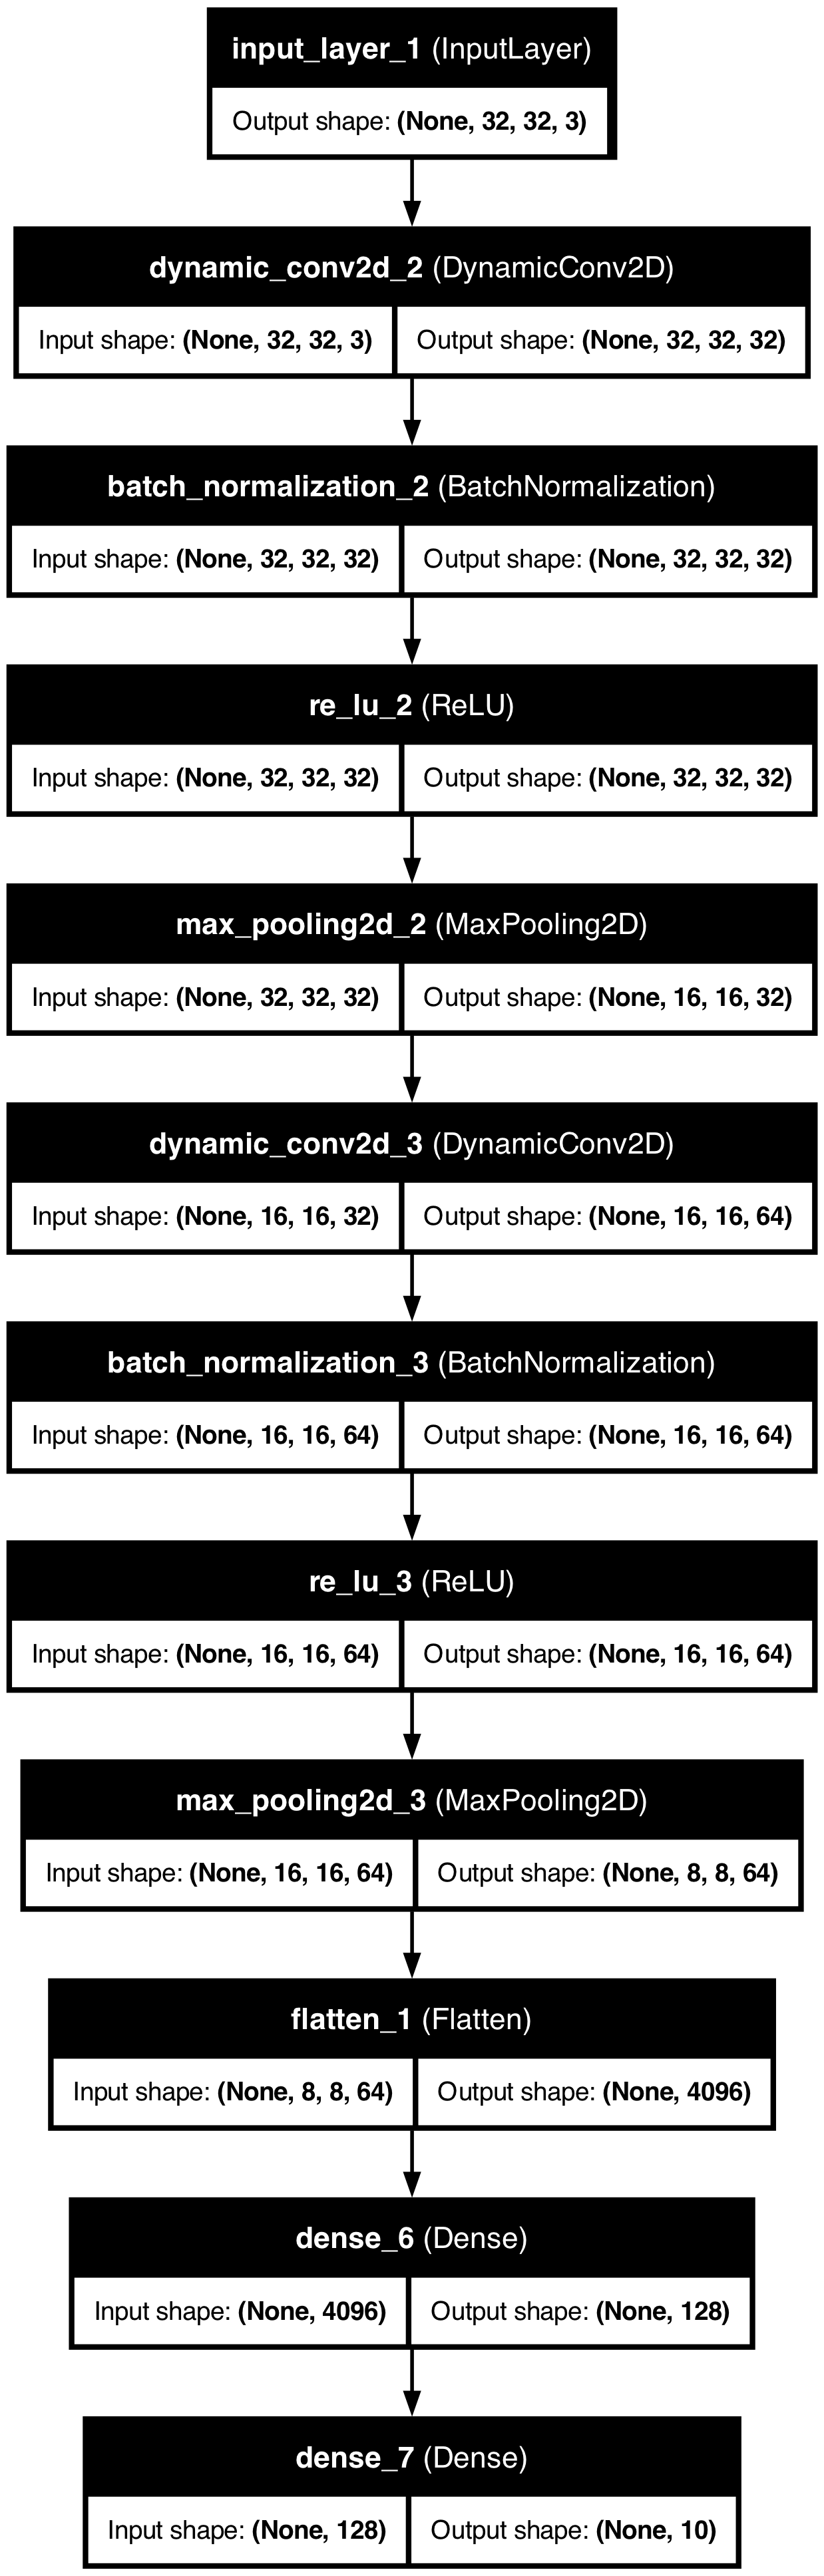 input_layer_1 (InputLayer)
Output shape: (None, 32, 32, 3)
dynamic_conv2d_2 (DynamicConv2D)
Input shape: (None, 32, 32, 3) Output shape: (None, 32, 32, 32)
batch_normalization_2 (BatchNormalization)
Input shape: (None, 32, 32, 32) Output shape: (None, 32, 32, 32)
re_lu_2 (ReLU)
Input shape: (None, 32, 32, 32) Output shape: (None, 32, 32, 32)
max_pooling2d_2 (MaxPooling2D)
Input shape: (None, 32, 32, 32) Output shape: (None, 16, 16, 32)
dynamic_conv2d_3 (DynamicConv2D)
Input shape: (None, 16, 16, 32) Output shape: (None, 16, 16, 64)
batch_normalization_3 (BatchNormalization)
Input shape: (None, 16, 16, 64) Output shape: (None, 16, 16, 64)
re_lu_3 (ReLU)
Input shape: (None, 16, 16, 64) Output shape: (None, 16, 16, 64)
max_pooling2d_3 (MaxPooling2D)
Input shape: (None, 16, 16, 64) Output shape: (None, 8, 8, 64)
flatten_1 (Flatten)
Input shape: (None, 8, 8, 64) Output shape: (None, 4096)
dense_6 (Dense)
Input shape: (None, 4096) Output shape: (None, 128)
dense_7 (Dense)
Input shape: (None, 128) Output shape: (None, 10)